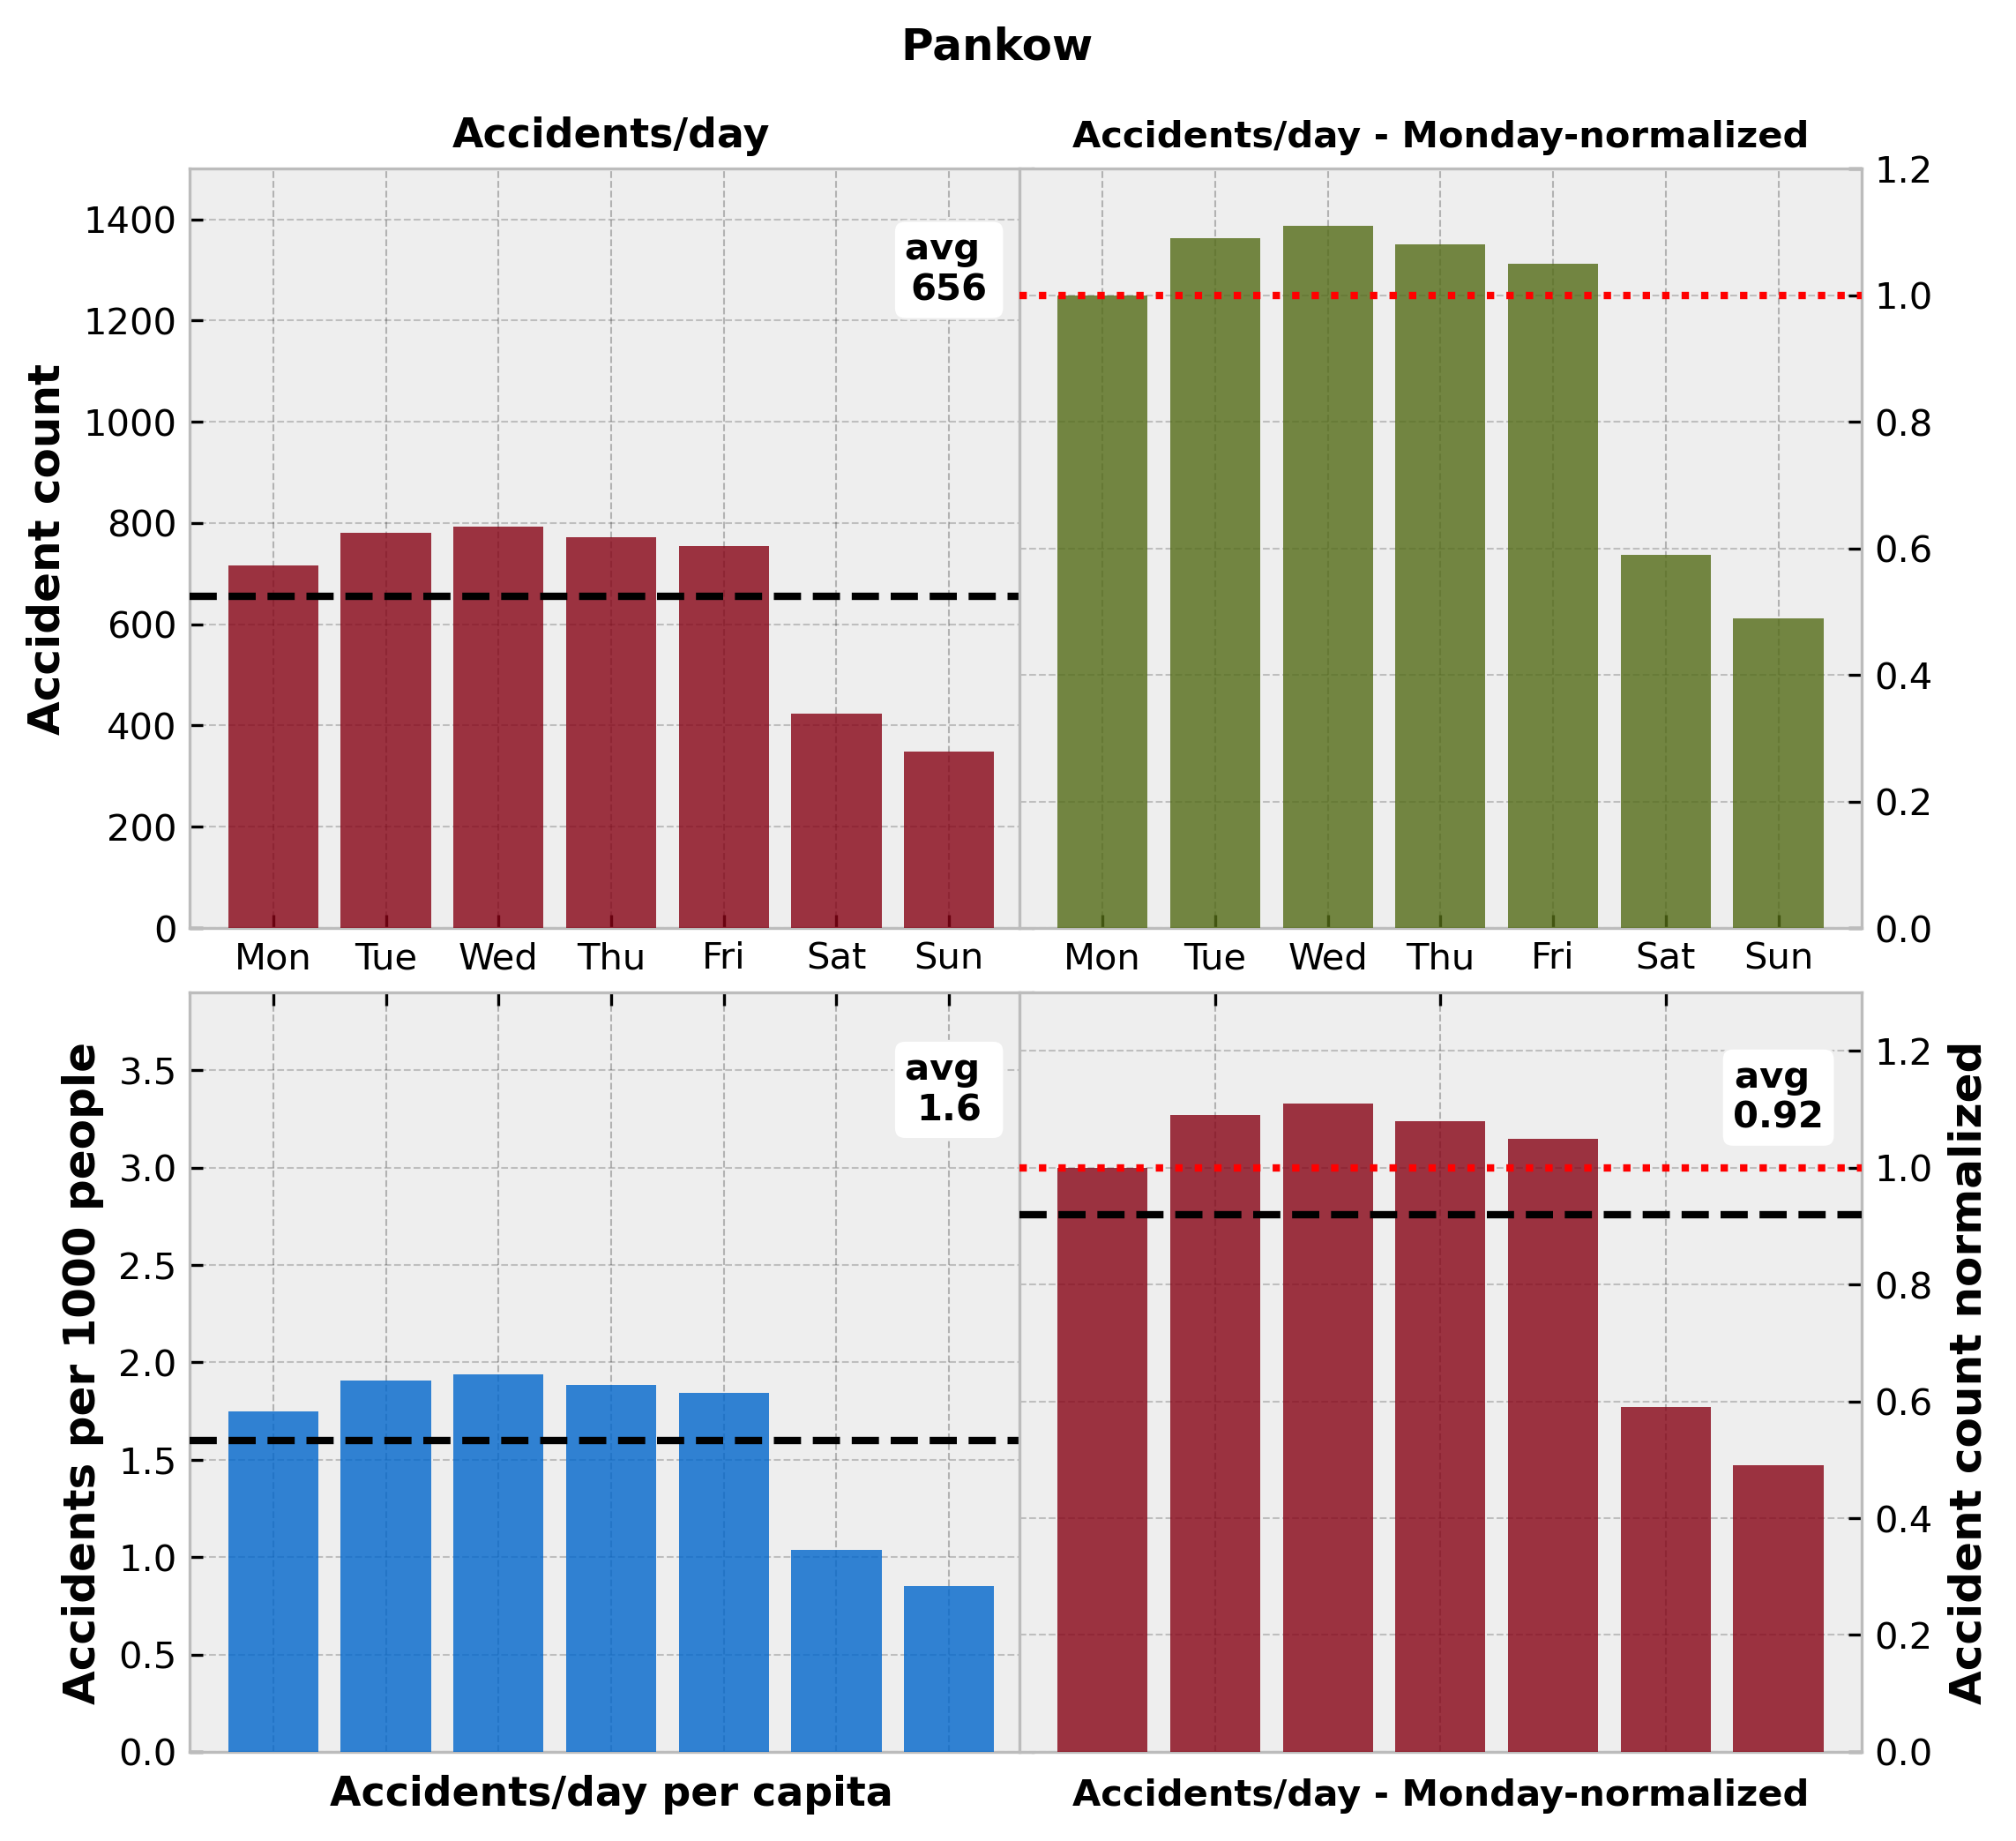 Pankow
Accidents/day
Accidents/day - Monday-normalized
Accident count
1400
1200
1000
800
600
400
200
0
avg
656
Mon Tue Wed Thu Fri Sat Sun
1.2
1.0
0.8
0.6
0.4
0.2
0.0
Mon Tue Wed Thu Fri Sat Sun
Accidents per 1000 people
3.5
3.0
2.5
2.0
1.5
1.0
0.5
0.0
avg
1.6
Accidents/day per capita
avg
0.92
1.2
1.0
0.8
0.6
0.4
0.2
0.0
Accident count normalized
Accidents/day - Monday-normalized